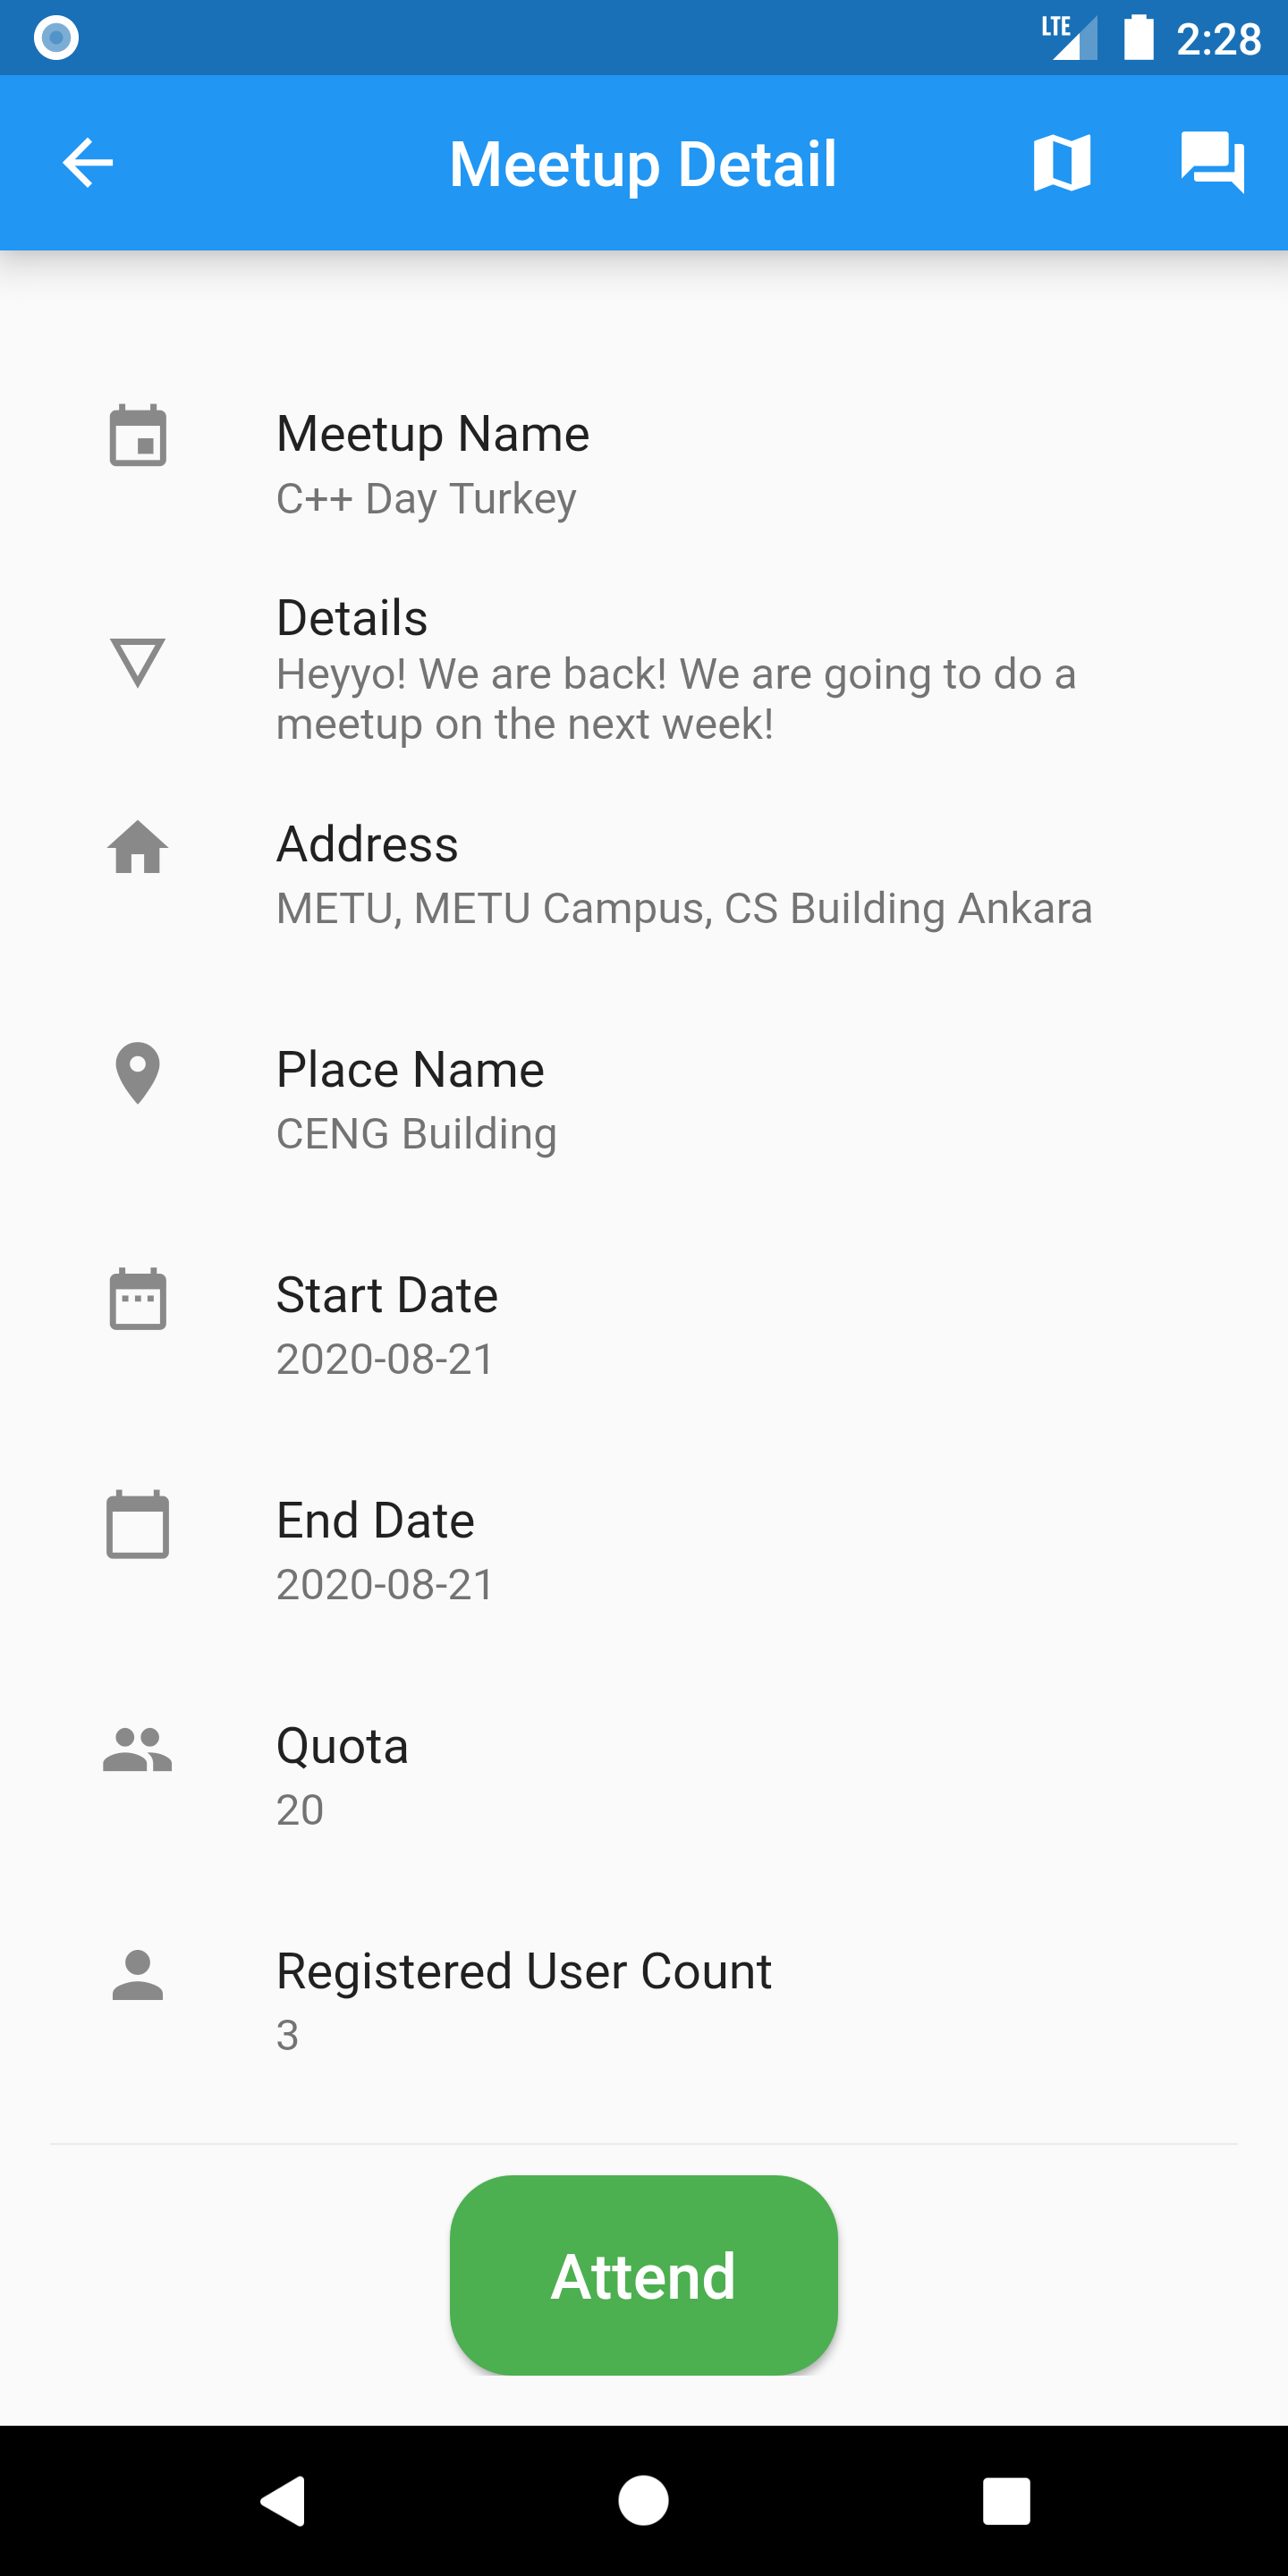 LTE 2:28
Meetup Detail
Meetup Name
C++ Day Turkey
Details
Heyyo! We are back! We are going to do a
meetup on the next week!
Address
METU, METU Campus, CS Building Ankara
Place Name
CENG Building
Start Date
2020-08-21
End Date
2020-08-21
Quota
20
Registered User Count
3
Attend